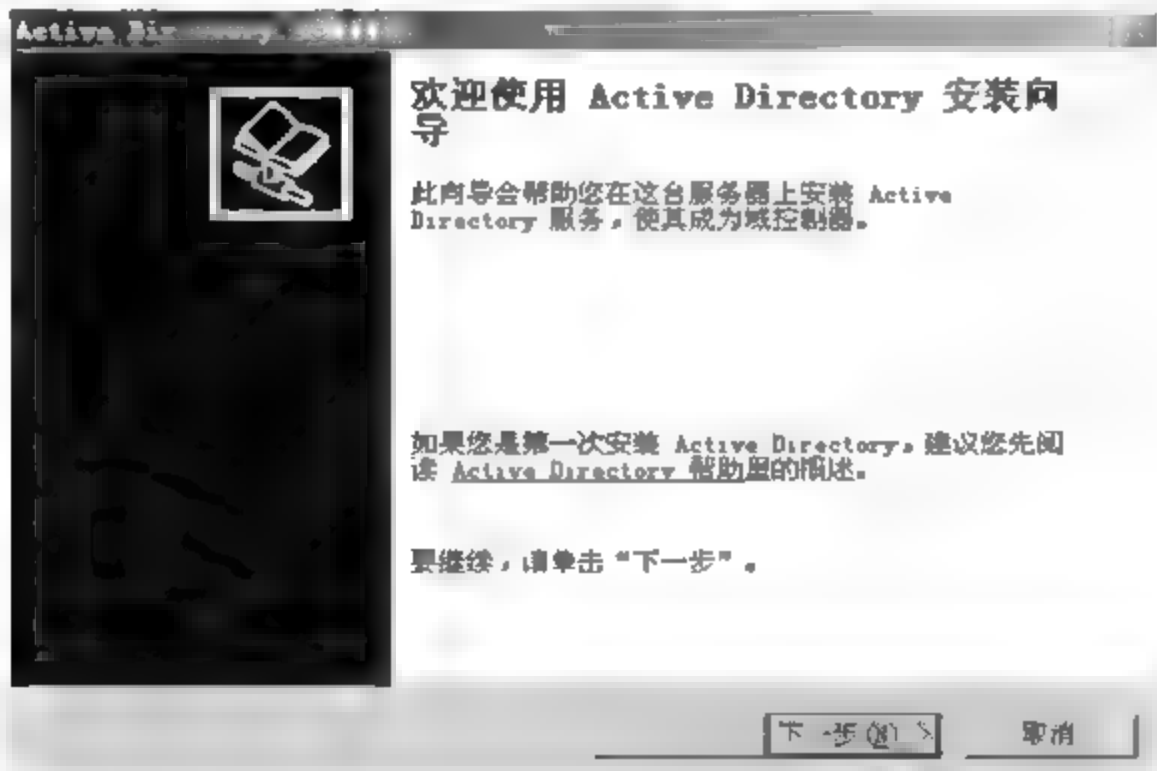 Active Directory
欢迎使用 Active Directory 安装向
导
此向导会帮助您在这台服务器上安装 Active
Directory 服务，使其成为域控制器。
如果您是第一次安装 Active Directory，建议您先阅
读 Active Directory 帮助里的概述。
要继续，请单击“下一步”。
下一步(N) >
取消